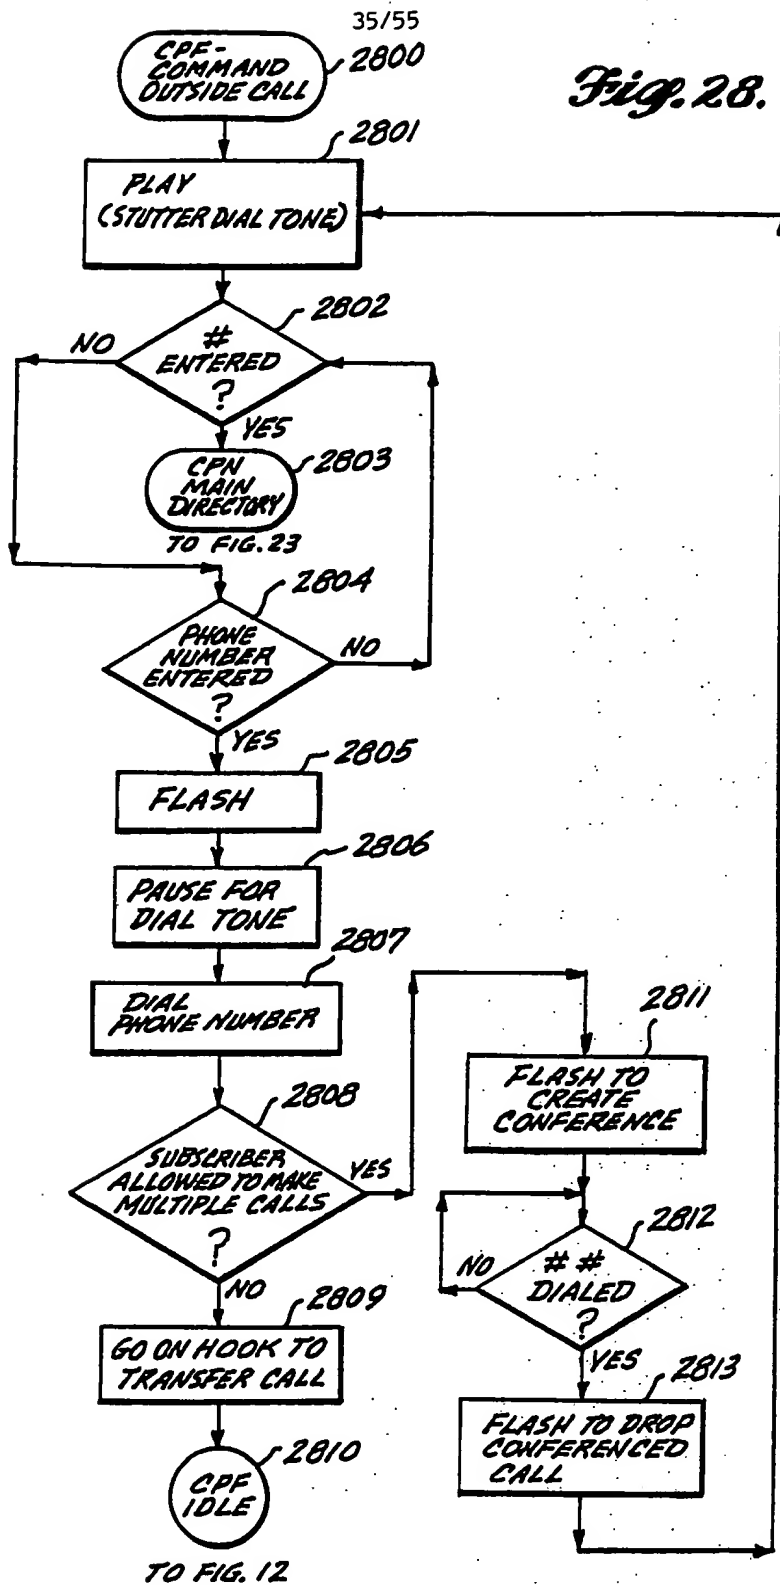 35/55
Fig. 28.
CPF-
COMMAND
OUTSIDE CALL
2800
2801
PLAY
(STUTTER DIAL TONE)
2802
#
ENTERED
?
NO
YES
2803
CPN
MAIN
DIRECTORY
TO FIG. 23
2804
PHONE
NUMBER
ENTERED
?
NO
YES
2805
FLASH
2806
PAUSE FOR
DIAL TONE
2807
DIAL
PHONE NUMBER
2808
SUBSCRIBER
ALLOWED TO MAKE
MULTIPLE CALLS
?
YES
NO
2809
GO ON HOOK TO
TRANSFER CALL
2810
CPF
IDLE
TO FIG. 12
2811
FLASH TO
CREATE
CONFERENCE
2812
# #
DIALED
?
NO
YES
2813
FLASH TO DROP
CONFERENCED
CALL